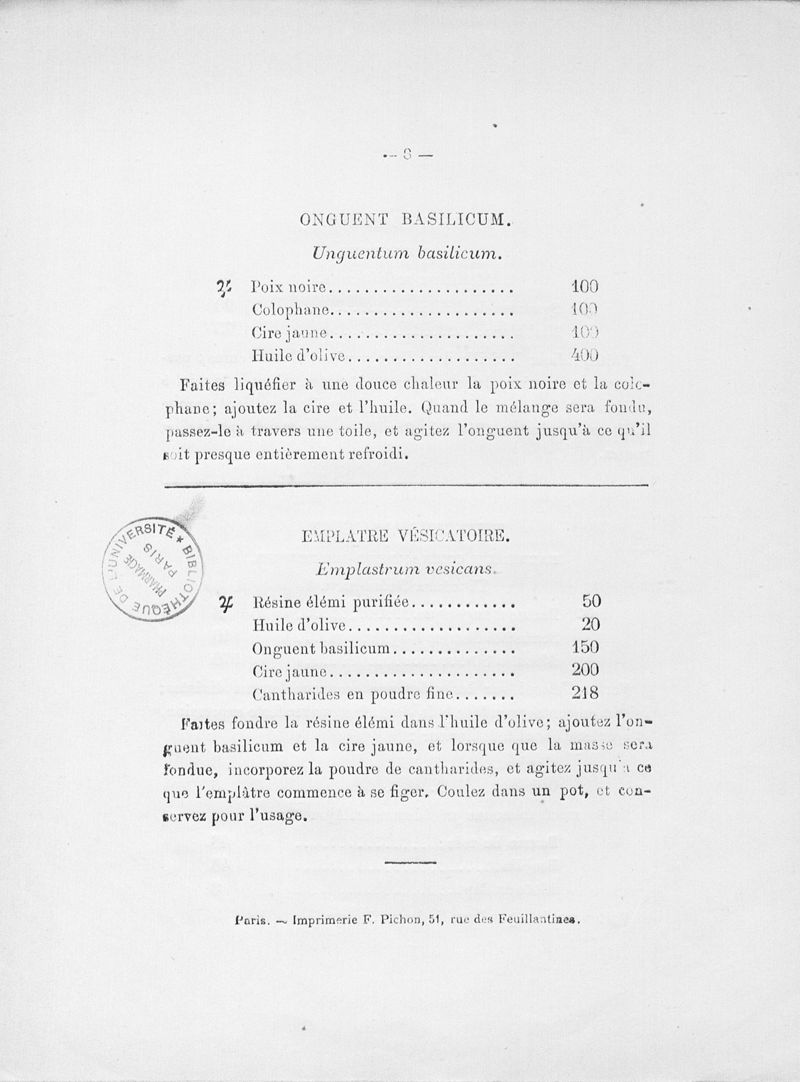 — 8 —
ONGUENT BASILICUM.
Unguentum basilicum.
♃ Poix noire..................... 100
Colophane..................... 100
Cire jaune..................... 100
Huile d'olive................... 400
Faites liquéfier à une douce chaleur la poix noire et la colo-
phane; ajoutez la cire et l'huile. Quand le mélange sera fondu,
passez-le à travers une toile, et agitez l'onguent jusqu'à ce qu'il
soit presque entièrement refroidi.
BIBLIOTHÈQUE DE L'UNIVERSITÉ
PARIS
PHARMACIE
EMPLATRE VÉSICATOIRE.
Emplastrum vesicans.
♃ Résine élémi purifiée............ 50
Huile d'olive................... 20
Onguent basilicum.............. 150
Cire jaune..................... 200
Cantharides en poudre fine....... 218
Faites fondre la résine élémi dans l'huile d'olive; ajoutez l'on-
guent basilicum et la cire jaune, et lorsque que la masse sera
fondue, incorporez la poudre de cantharides, et agitez jusqu'à ce
que l'emplâtre commence à se figer. Coulez dans un pot, et con-
servez pour l'usage.
Paris. — Imprimerie F. Pichon, 51, rue des Feuillantines.